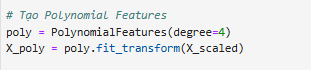 # Tạo Polynomial Features
poly = PolynomialFeatures(degree=4)
X_poly = poly.fit_transform(X_scaled)